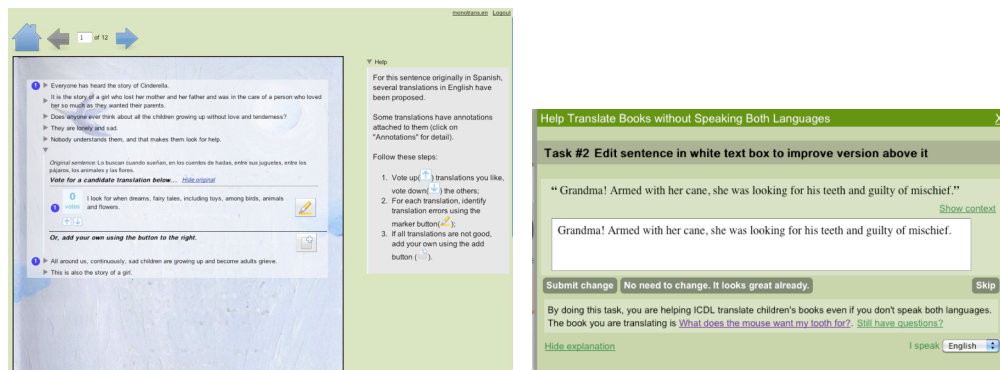 monotrans.en Logout
1 of 12
1 Everyone has heard the story of Cinderella.
It is the story of a girl who lost her mother and her father and was in the care of a person who loved
her so much as they wanted their parents.
Does anyone ever think about all the children growing up without love and tenderness?
They are lonely and sad.
Nobody understands them, and that makes them look for help.
Original sentence: Lo buscan cuando sueñan, en los cuentos de hadas, entre sus juguetes, entre los
pájaros, los animales y las flores.
Vote for a candidate translation below... Hide original
0
votes
1 I look for when dreams, fairy tales, including toys, among birds, animals
and flowers.
Or, add your own using the button to the right.
1 All around us, continuously, sad children are growing up and become adults grieve.
This is also the story of a girl.
Help
For this sentence originally in Spanish,
several translations in English have
been proposed.
Some translations have annotations
attached to them (click on
"Annotations" for detail).
Follow these steps:
1. Vote up( ) translations you like,
vote down( ) the others;
2. For each translation, identify
translation errors using the
marker button( );
3. If all translations are not good,
add your own using the add
button ( ).
Help Translate Books without Speaking Both Languages X
Task #2 Edit sentence in white text box to improve version above it
“ Grandma! Armed with her cane, she was looking for his teeth and guilty of mischief.”
Show context
Grandma! Armed with her cane, she was looking for his teeth and guilty of mischief.
Submit change No need to change. It looks great already. Skip
By doing this task, you are helping ICDL translate children's books even if you don't speak both languages.
The book you are translating is What does the mouse want my tooth for?. Still have questions?
Hide explanation I speak English